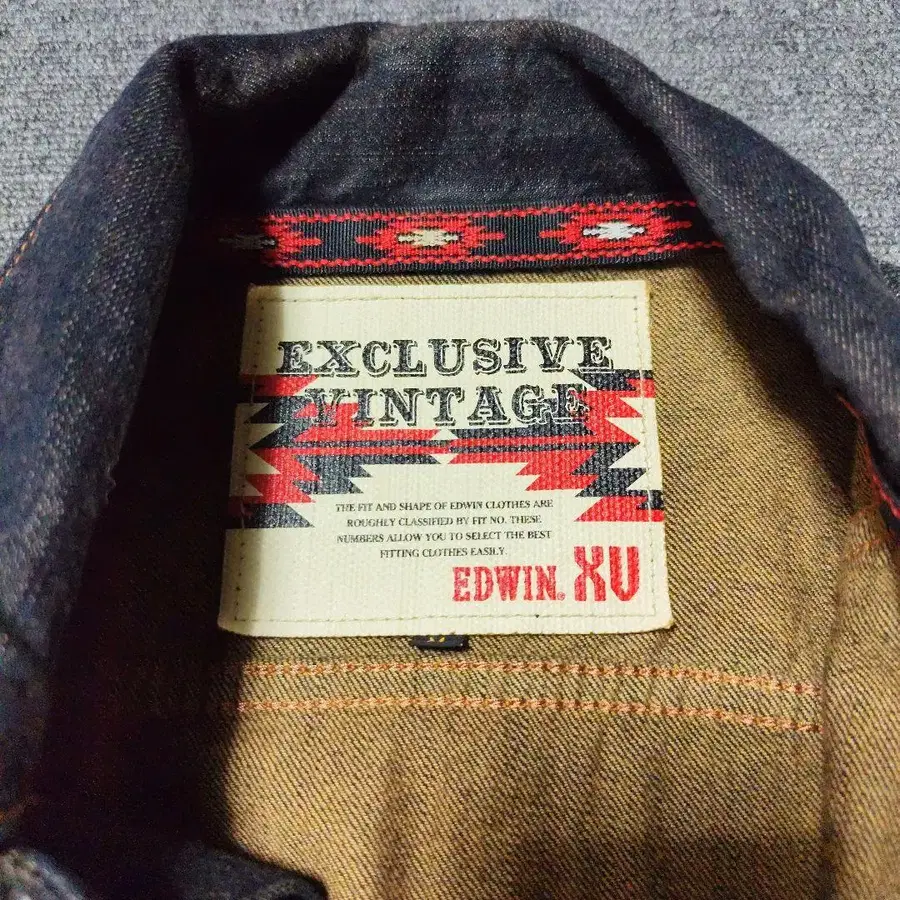 EXCLUSIVE
VINTAGE
THE FIT AND SHAPE OF EDWIN CLOTHES ARE
ROUGHLY CLASSIFIED BY FIT NO. THESE
NUMBERS ALLOW YOU TO SELECT THE BEST
FITTING CLOTHES EASILY.
EDWIN® XV